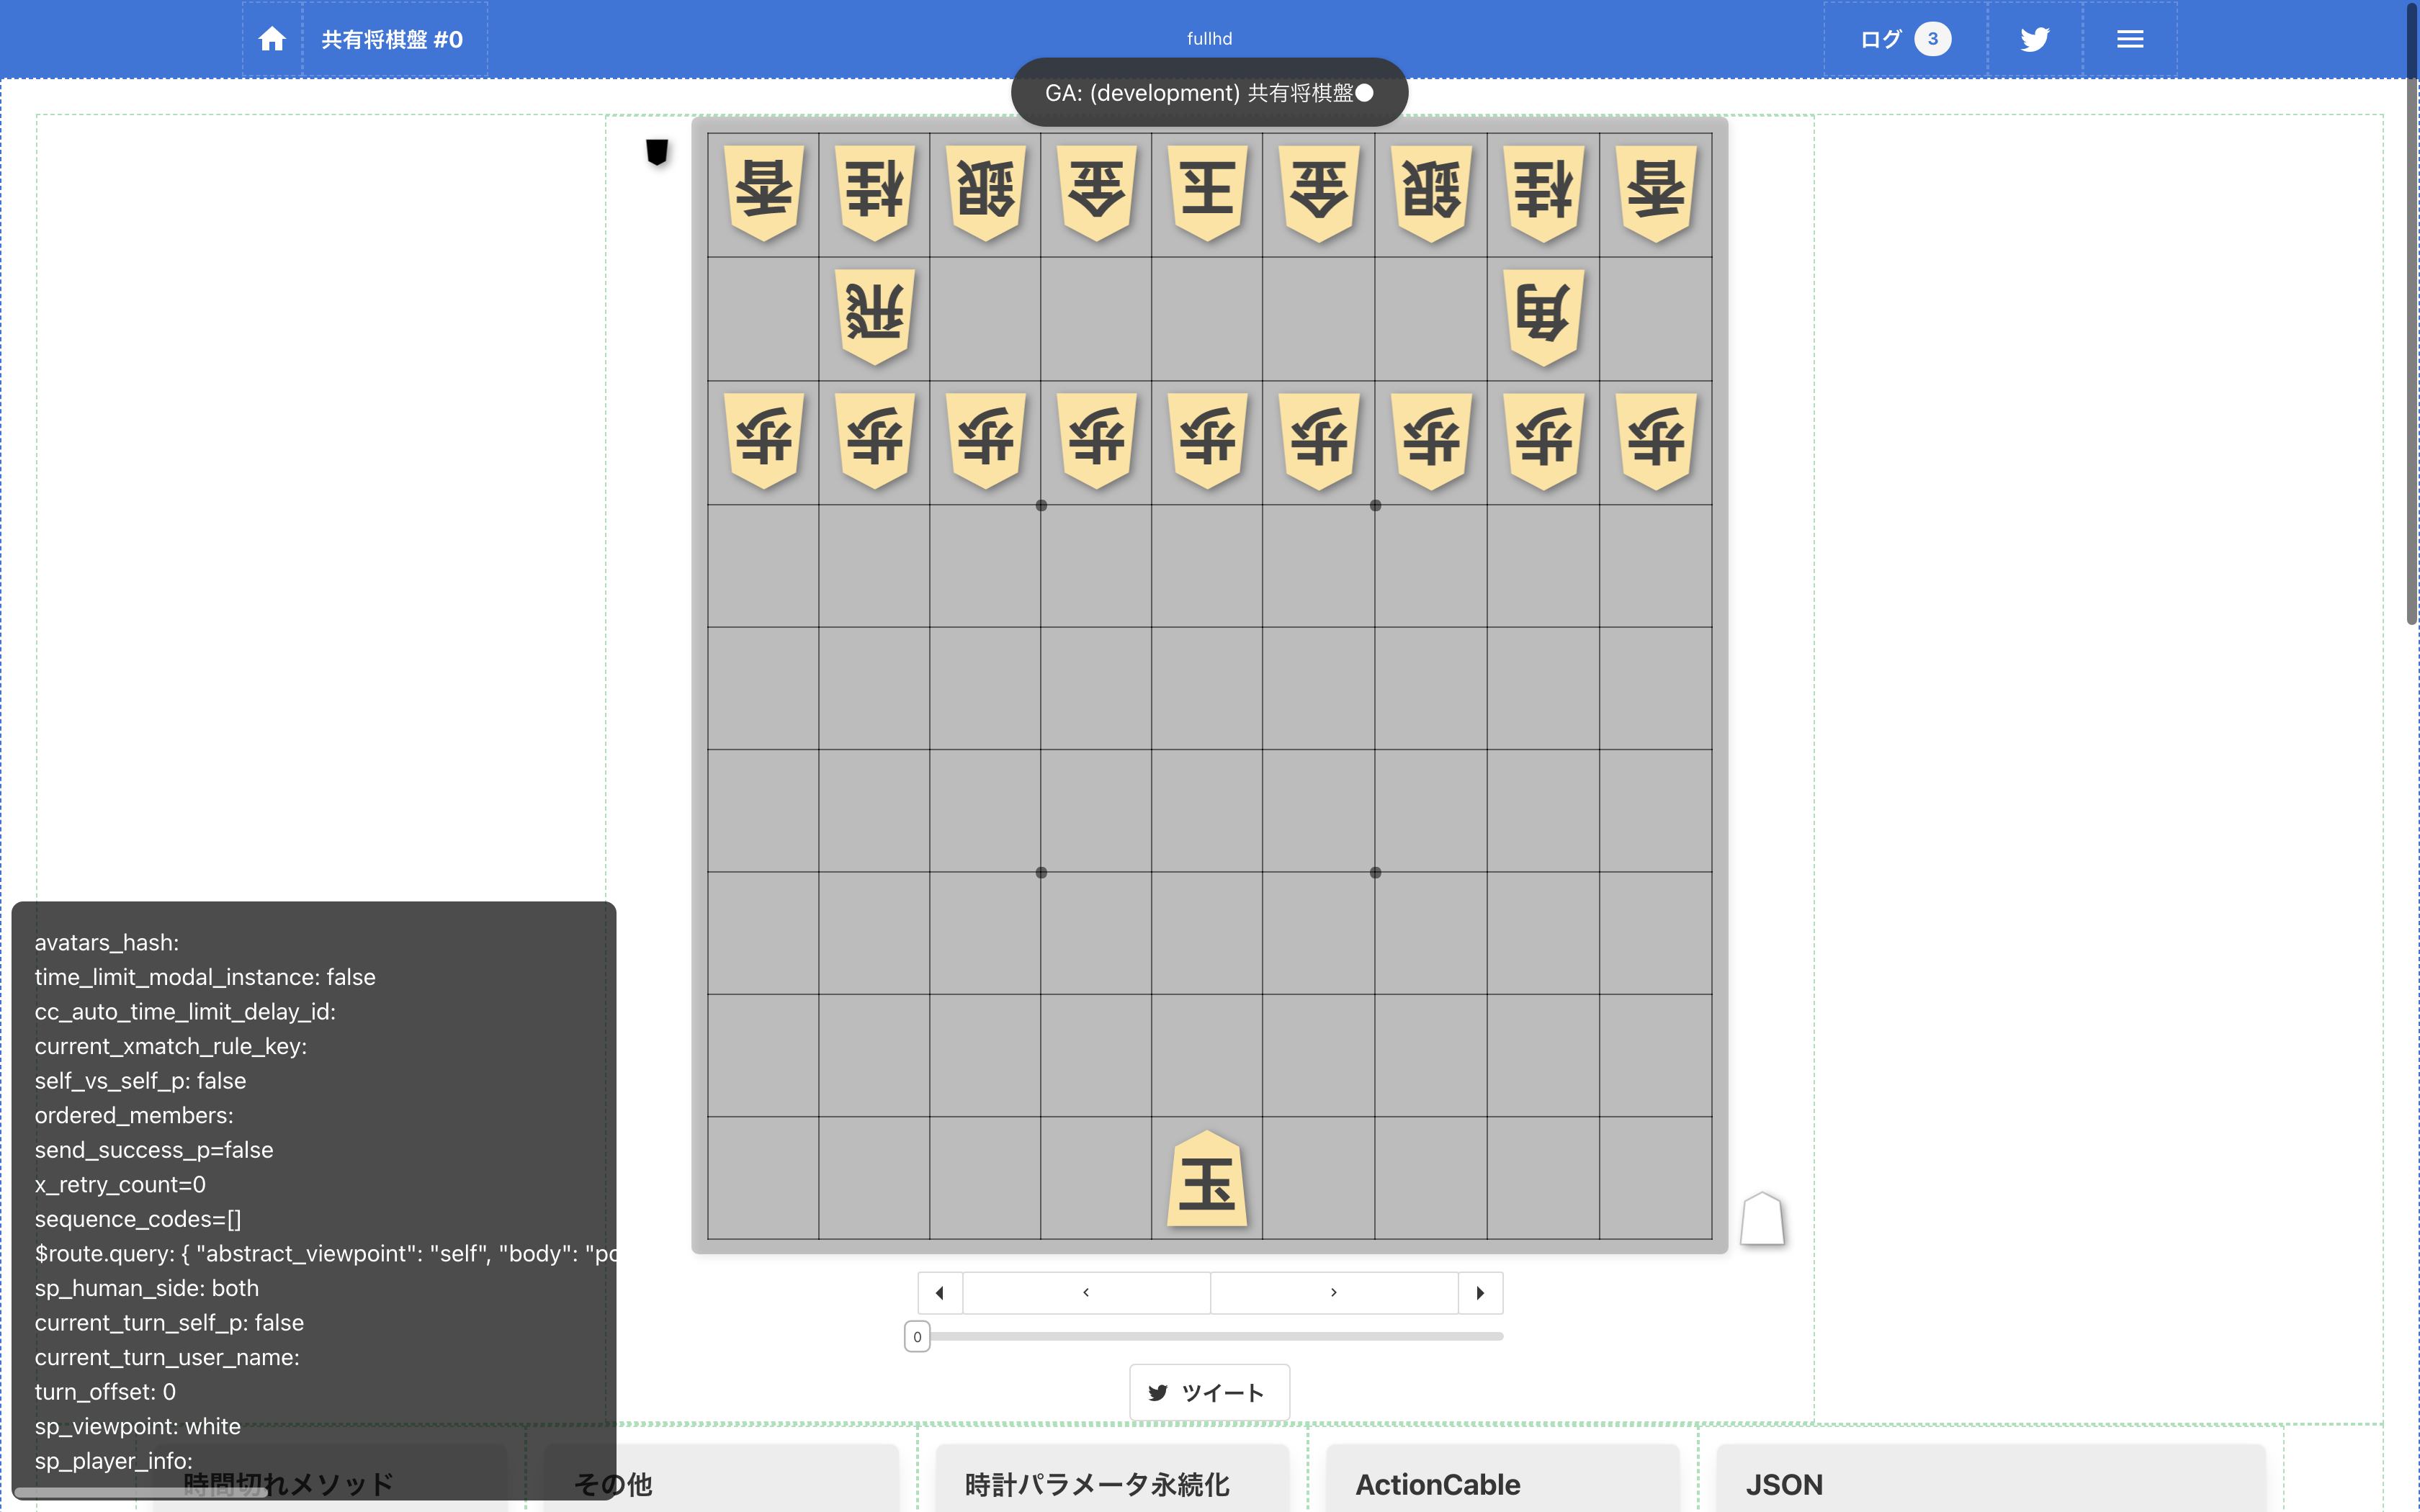 共有将棋盤 #0
fullhd
ログ 3
GA: (development) 共有将棋盤●
香 桂 銀 金 玉 金 銀 桂 香
飛 角
歩 歩 歩 歩 歩 歩 歩 歩 歩
玉
0
ツイート
avatars_hash:
time_limit_modal_instance: false
cc_auto_time_limit_delay_id:
current_xmatch_rule_key:
self_vs_self_p: false
ordered_members:
send_success_p=false
x_retry_count=0
sequence_codes=[]
$route.query: { "abstract_viewpoint": "self", "body": "po
sp_human_side: both
current_turn_self_p: false
current_turn_user_name:
turn_offset: 0
sp_viewpoint: white
sp_player_info:
時間切れメソッド
その他
時計パラメータ永続化
ActionCable
JSON